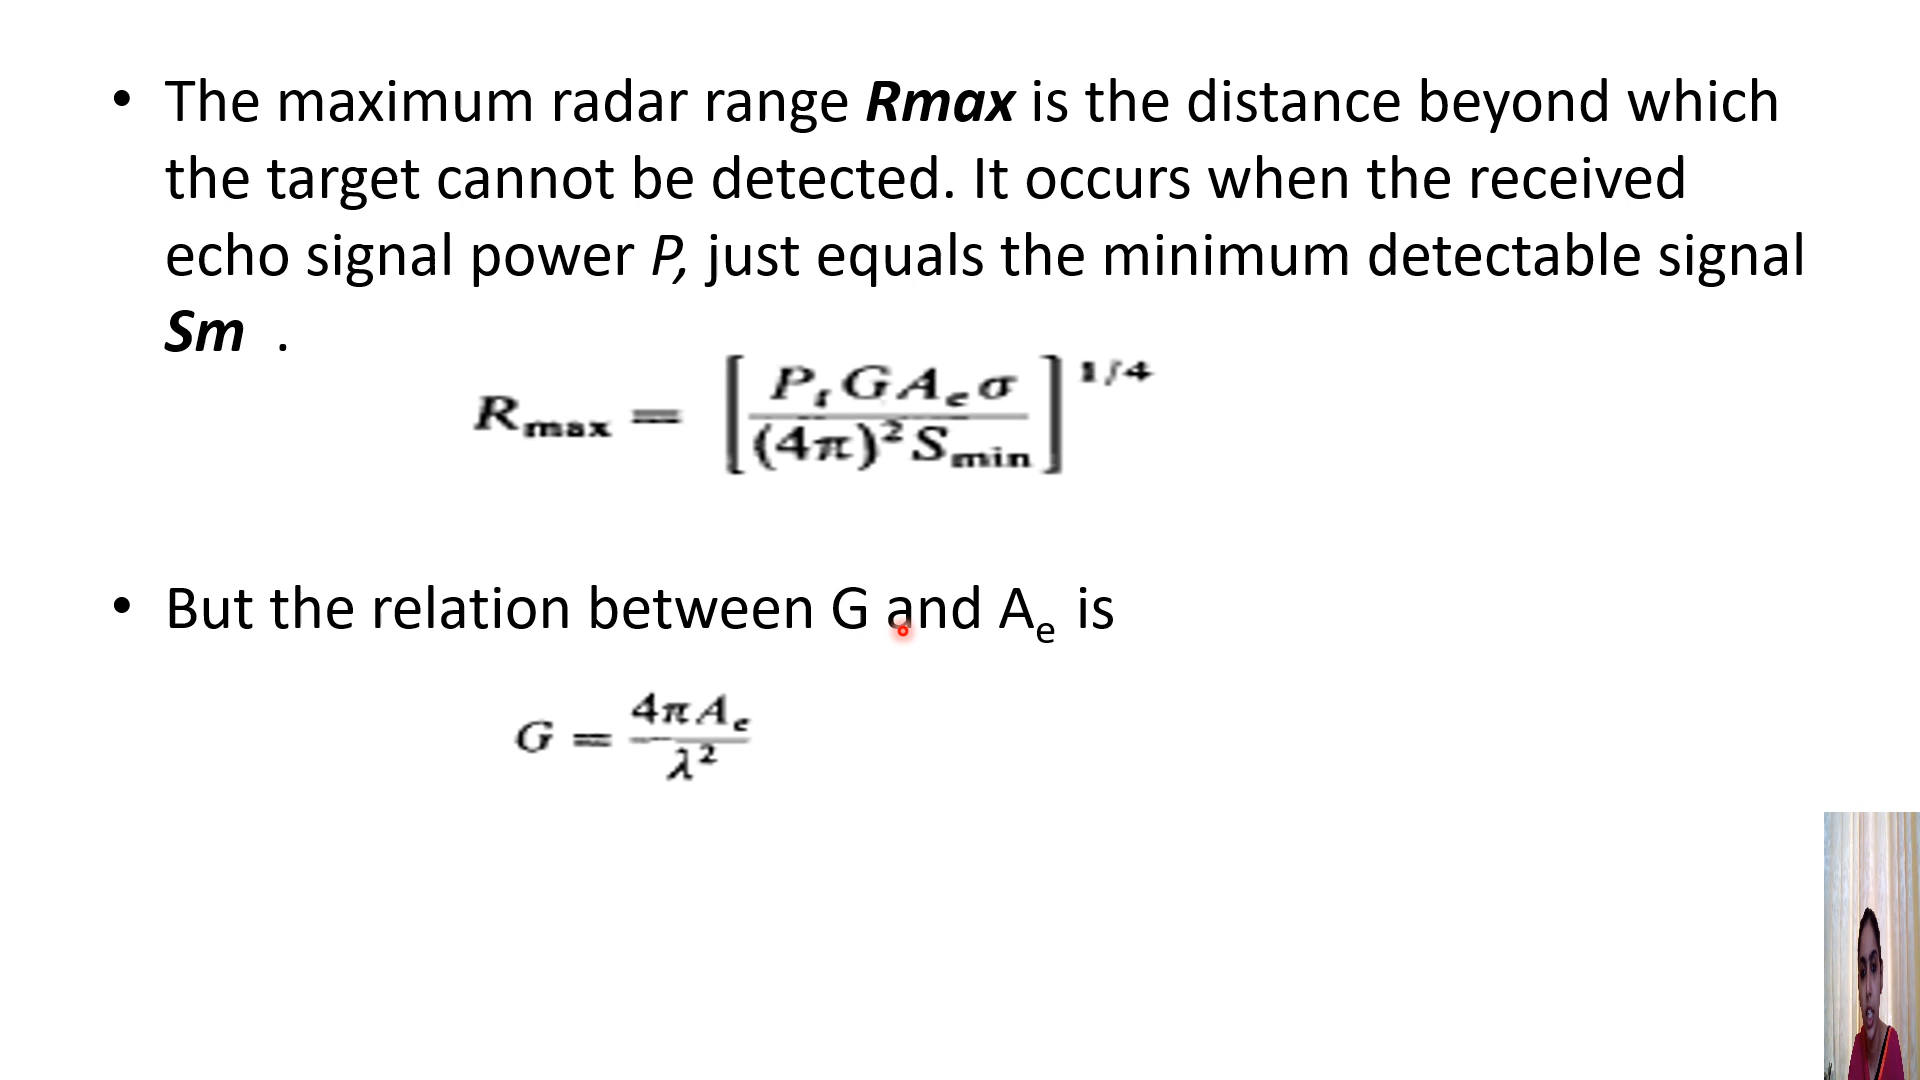 • The maximum radar range Rmax is the distance beyond which
the target cannot be detected. It occurs when the received
echo signal power P, just equals the minimum detectable signal
Sm .
R_max = [ P_t G A_e σ / (4π)² S_min ]^1/4
• But the relation between G and A_e is
G = 4π A_e / λ²